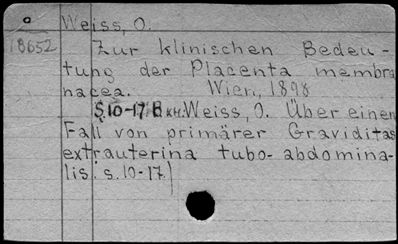 Weiss, O.
18652 Zur klinischen Bedeu-
tung der Placenta membra
nacea. Wien, 1898
S. 10-17 Weiss, O. Über einen
Fall von primärer Graviditas
extrauterina tubo-abdomina-
lis. s. 10-17.)